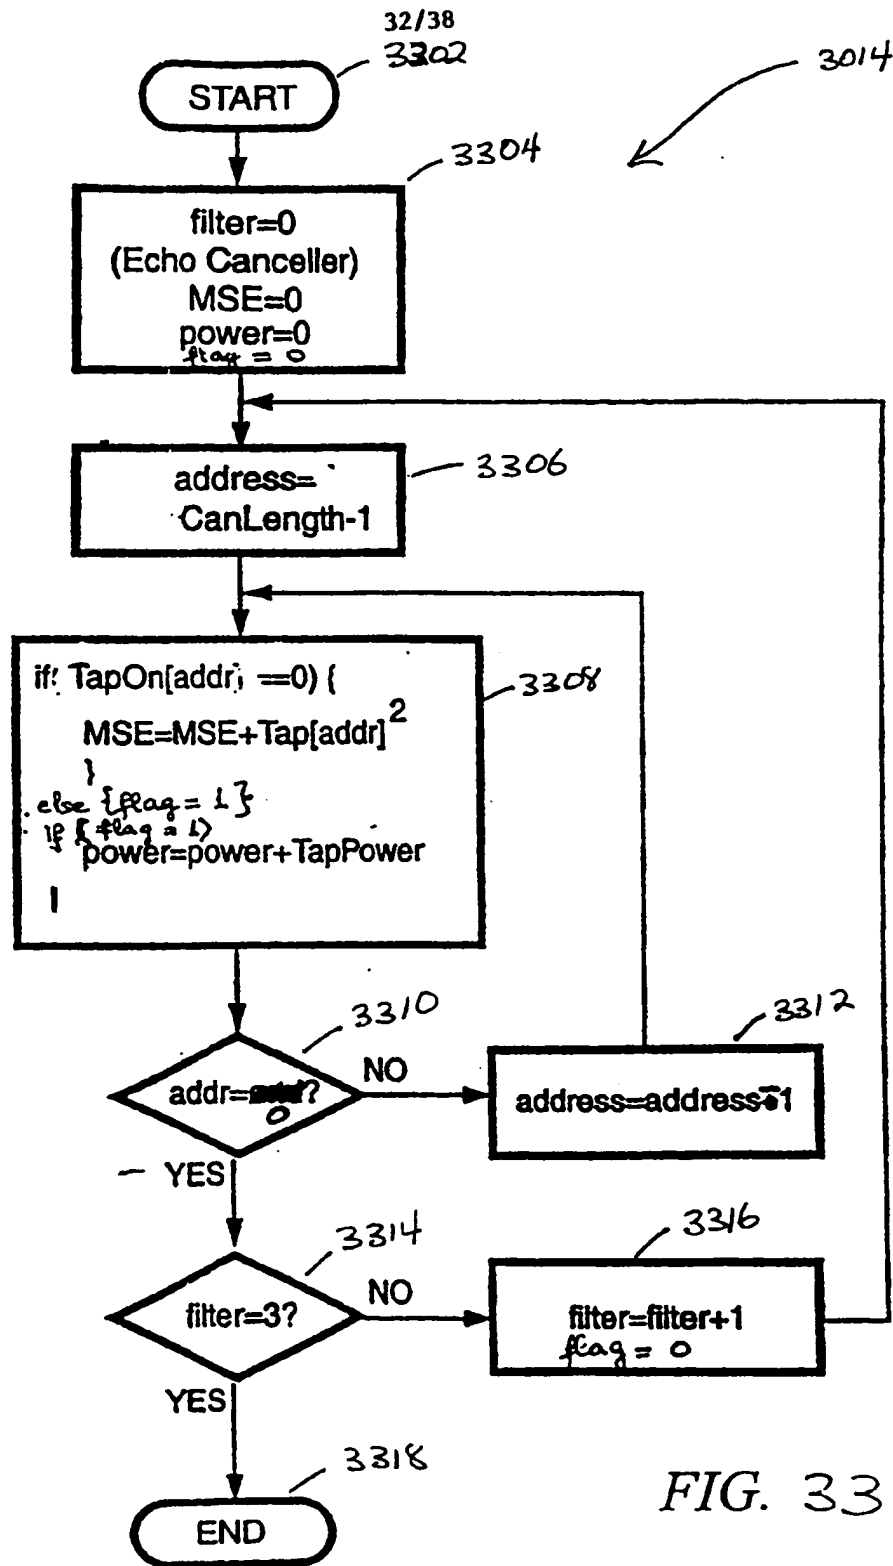 32/38
3302
3014
START
3304
filter=0
(Echo Canceller)
MSE=0
power=0
flag = 0
3306
address=
CanLength-1
if: TapOn[addr] ==0) {
3308
MSE=MSE+Tap[addr]2
}
else {flag = 1}
if { flag = 1)
power=power+TapPower
3310
3312
addr= ?
0
NO
address=address-1
YES
3314
3316
filter=3?
NO
filter=filter+1
flag = 0
YES
3318
END
FIG. 33